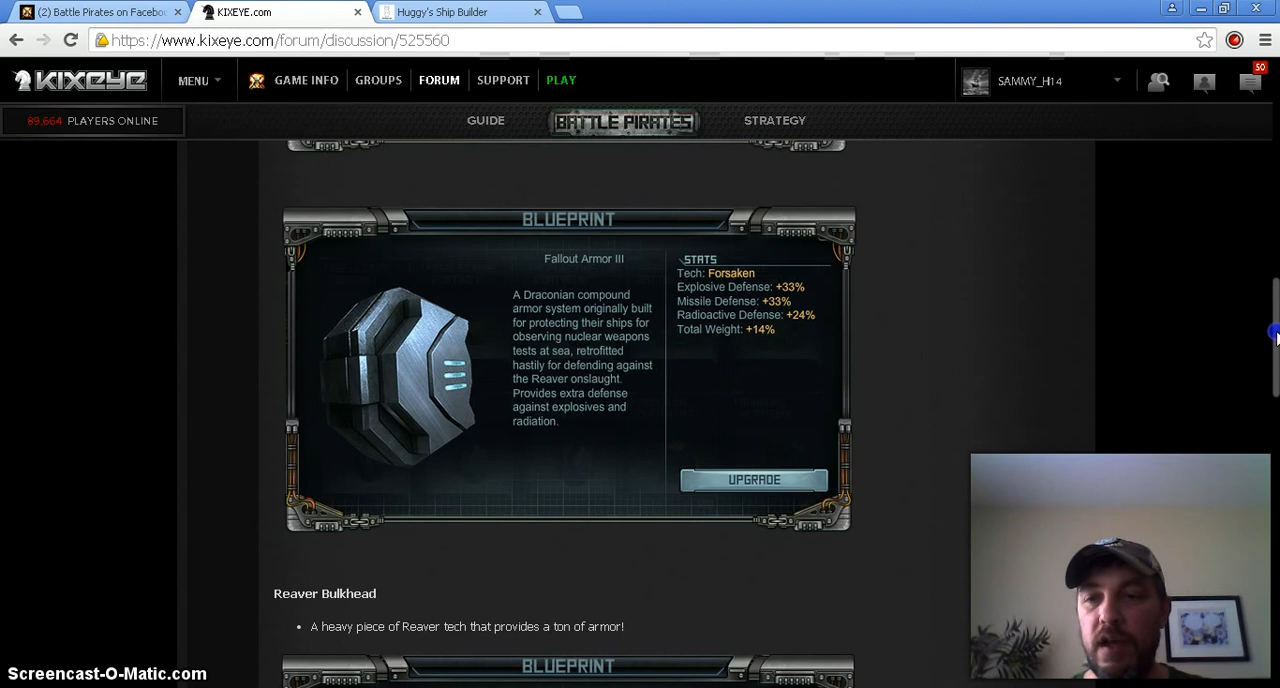 (2) Battle Pirates on Facebo
KIXEYE.com
Huggy's Ship Builder
https://www.kixeye.com/forum/discussion/525560
KIXEYE
MENU
GAME INFO
GROUPS
FORUM
SUPPORT
PLAY
SAMMY_H14
50
89,664 PLAYERS ONLINE
GUIDE
BATTLE PIRATES
STRATEGY
BLUEPRINT
Fallout Armor III
A Draconian compound
armor system originally built
for protecting their ships for
observing nuclear weapons
tests at sea, retrofitted
hastily for defending against
the Reaver onslaught.
Provides extra defense
against explosives and
radiation.
STATS
Tech: Forsaken
Explosive Defense: +33%
Missile Defense: +33%
Radioactive Defense: +24%
Total Weight: +14%
UPGRADE
Reaver Bulkhead
• A heavy piece of Reaver tech that provides a ton of armor!
BLUEPRINT
Screencast-O-Matic.com